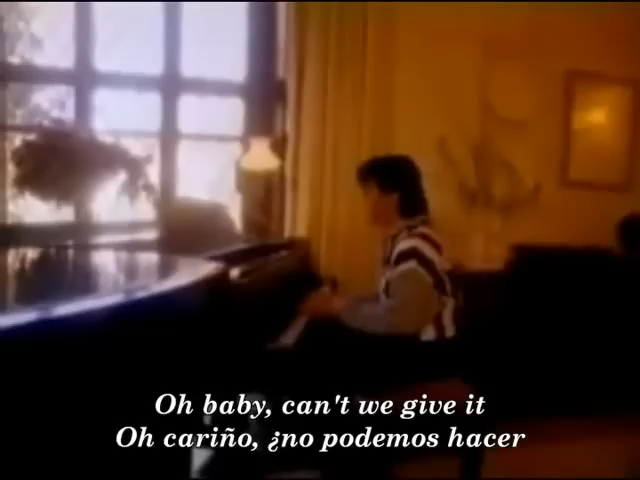 Oh baby, can't we give it
Oh cariño, ¿no podemos hacer